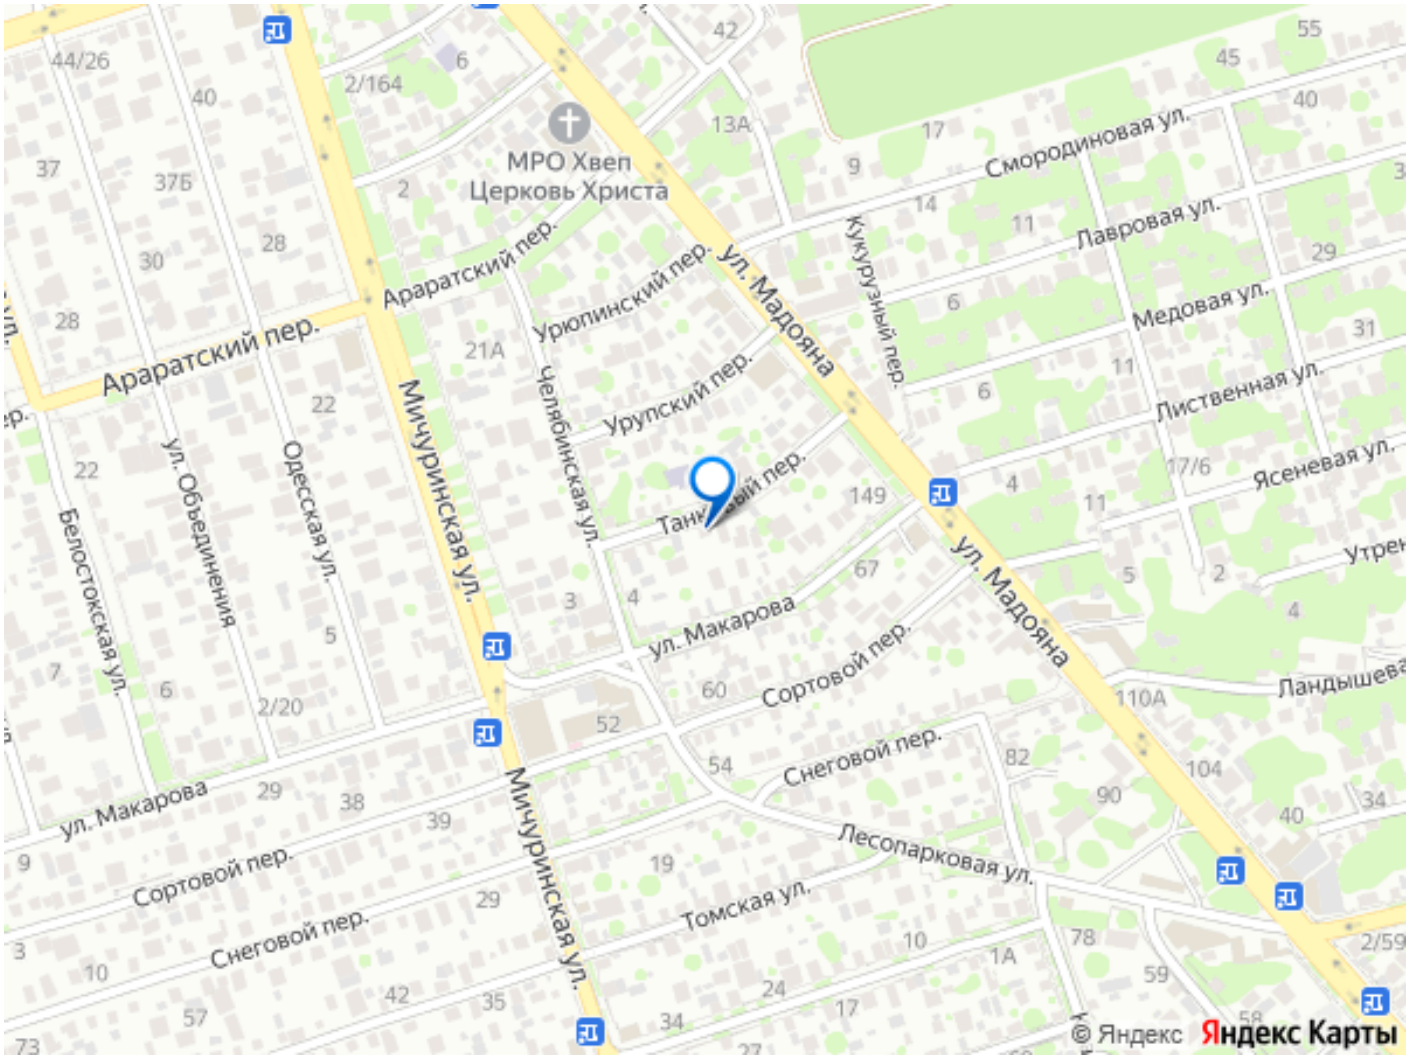 42
55
45
44/26
6
2/164
40
40
13А
17
Смородиновая ул.
МРО Хвеп
Церковь Христа
9
37
37Б
2
14
Лавровая ул.
11
28
Араратский пер.
Урюпинский пер.
ул. Мадояна
Кукурузный пер.
29
30
6
Медовая ул.
28
Араратский пер.
21А
31
Урупский пер.
11
Лиственная ул.
6
22
Мичуринская ул.
Челябинская ул.
22
ул. Объединения
Одесская ул.
17/6
Ясеневая ул.
149
4
11
Белостокская ул.
ул. Мадояна
67
5
2
4
3
4
ул. Макарова
5
Сортовой пер.
7
6
2/20
60
52
110А
54
Снеговой пер.
82
104
ул. Макарова
29
38
39
90
34
40
9
Мичуринская ул.
Лесопарковая ул.
19
Сортовой пер.
29
Томская ул.
3
Снеговой пер.
10
78
2/59
10
1А
59
42
35
24
17
57
34
58
73
27
© Яндекс Яндекс Карты